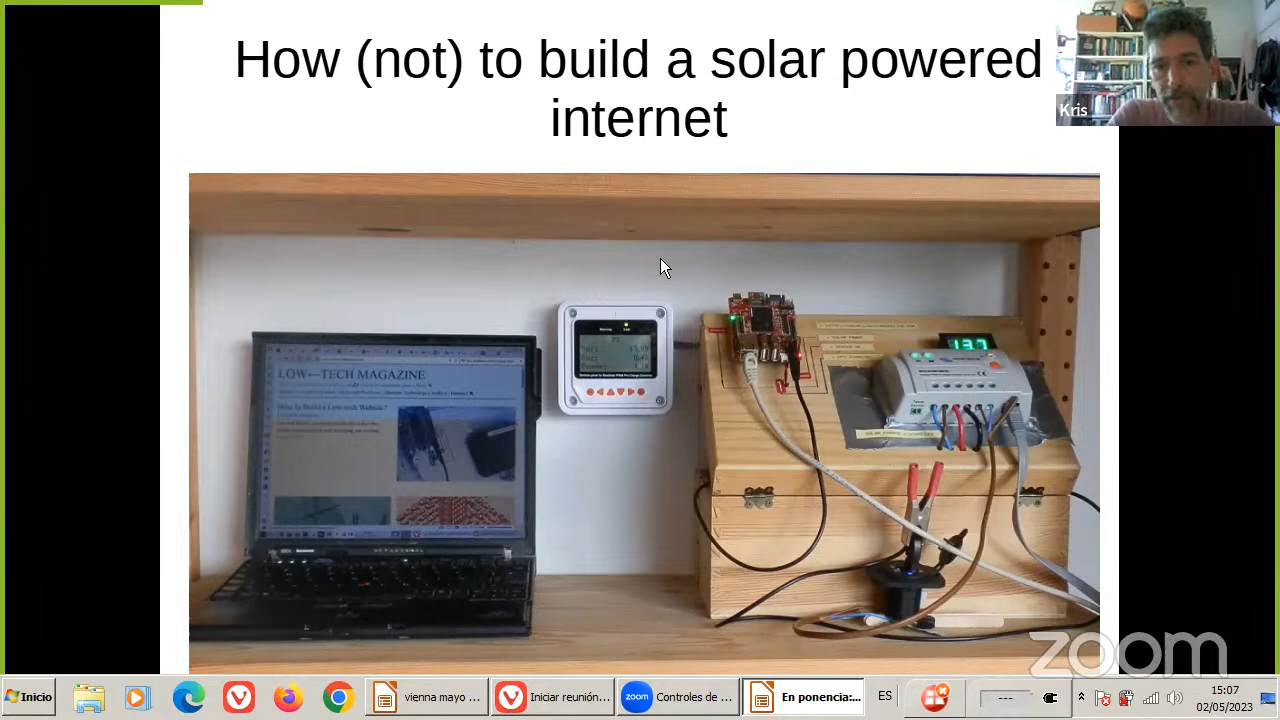 How (not) to build a solar powered
internet
Kris
LOW←TECH MAGAZINE
How to Build a Low-tech Website?
13.7
zoom
Inicio
vienna mayo ...
Iniciar reunión...
zoom
Controles de ...
En ponencia:...
ES
---
15:07
02/05/2023